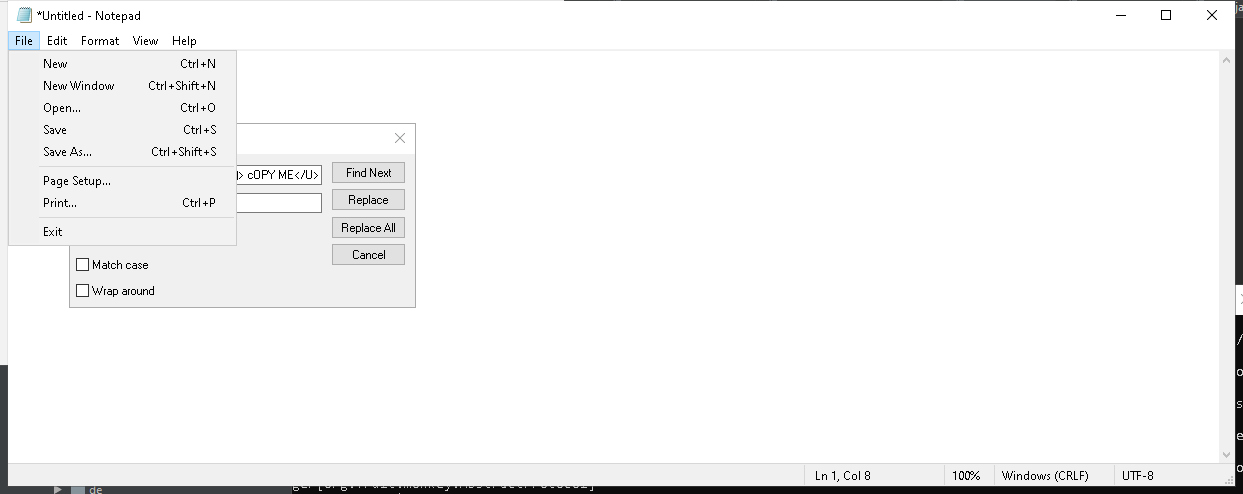 *Untitled - Notepad
File Edit Format View Help
New Ctrl+N
New Window Ctrl+Shift+N
Open... Ctrl+O
Save Ctrl+S
Save As... Ctrl+Shift+S
Page Setup...
Print... Ctrl+P
Exit
> cOPY ME</U> Find Next
Replace
Replace All
Cancel
Match case
Wrap around
Ln 1, Col 8 100% Windows (CRLF) UTF-8
de